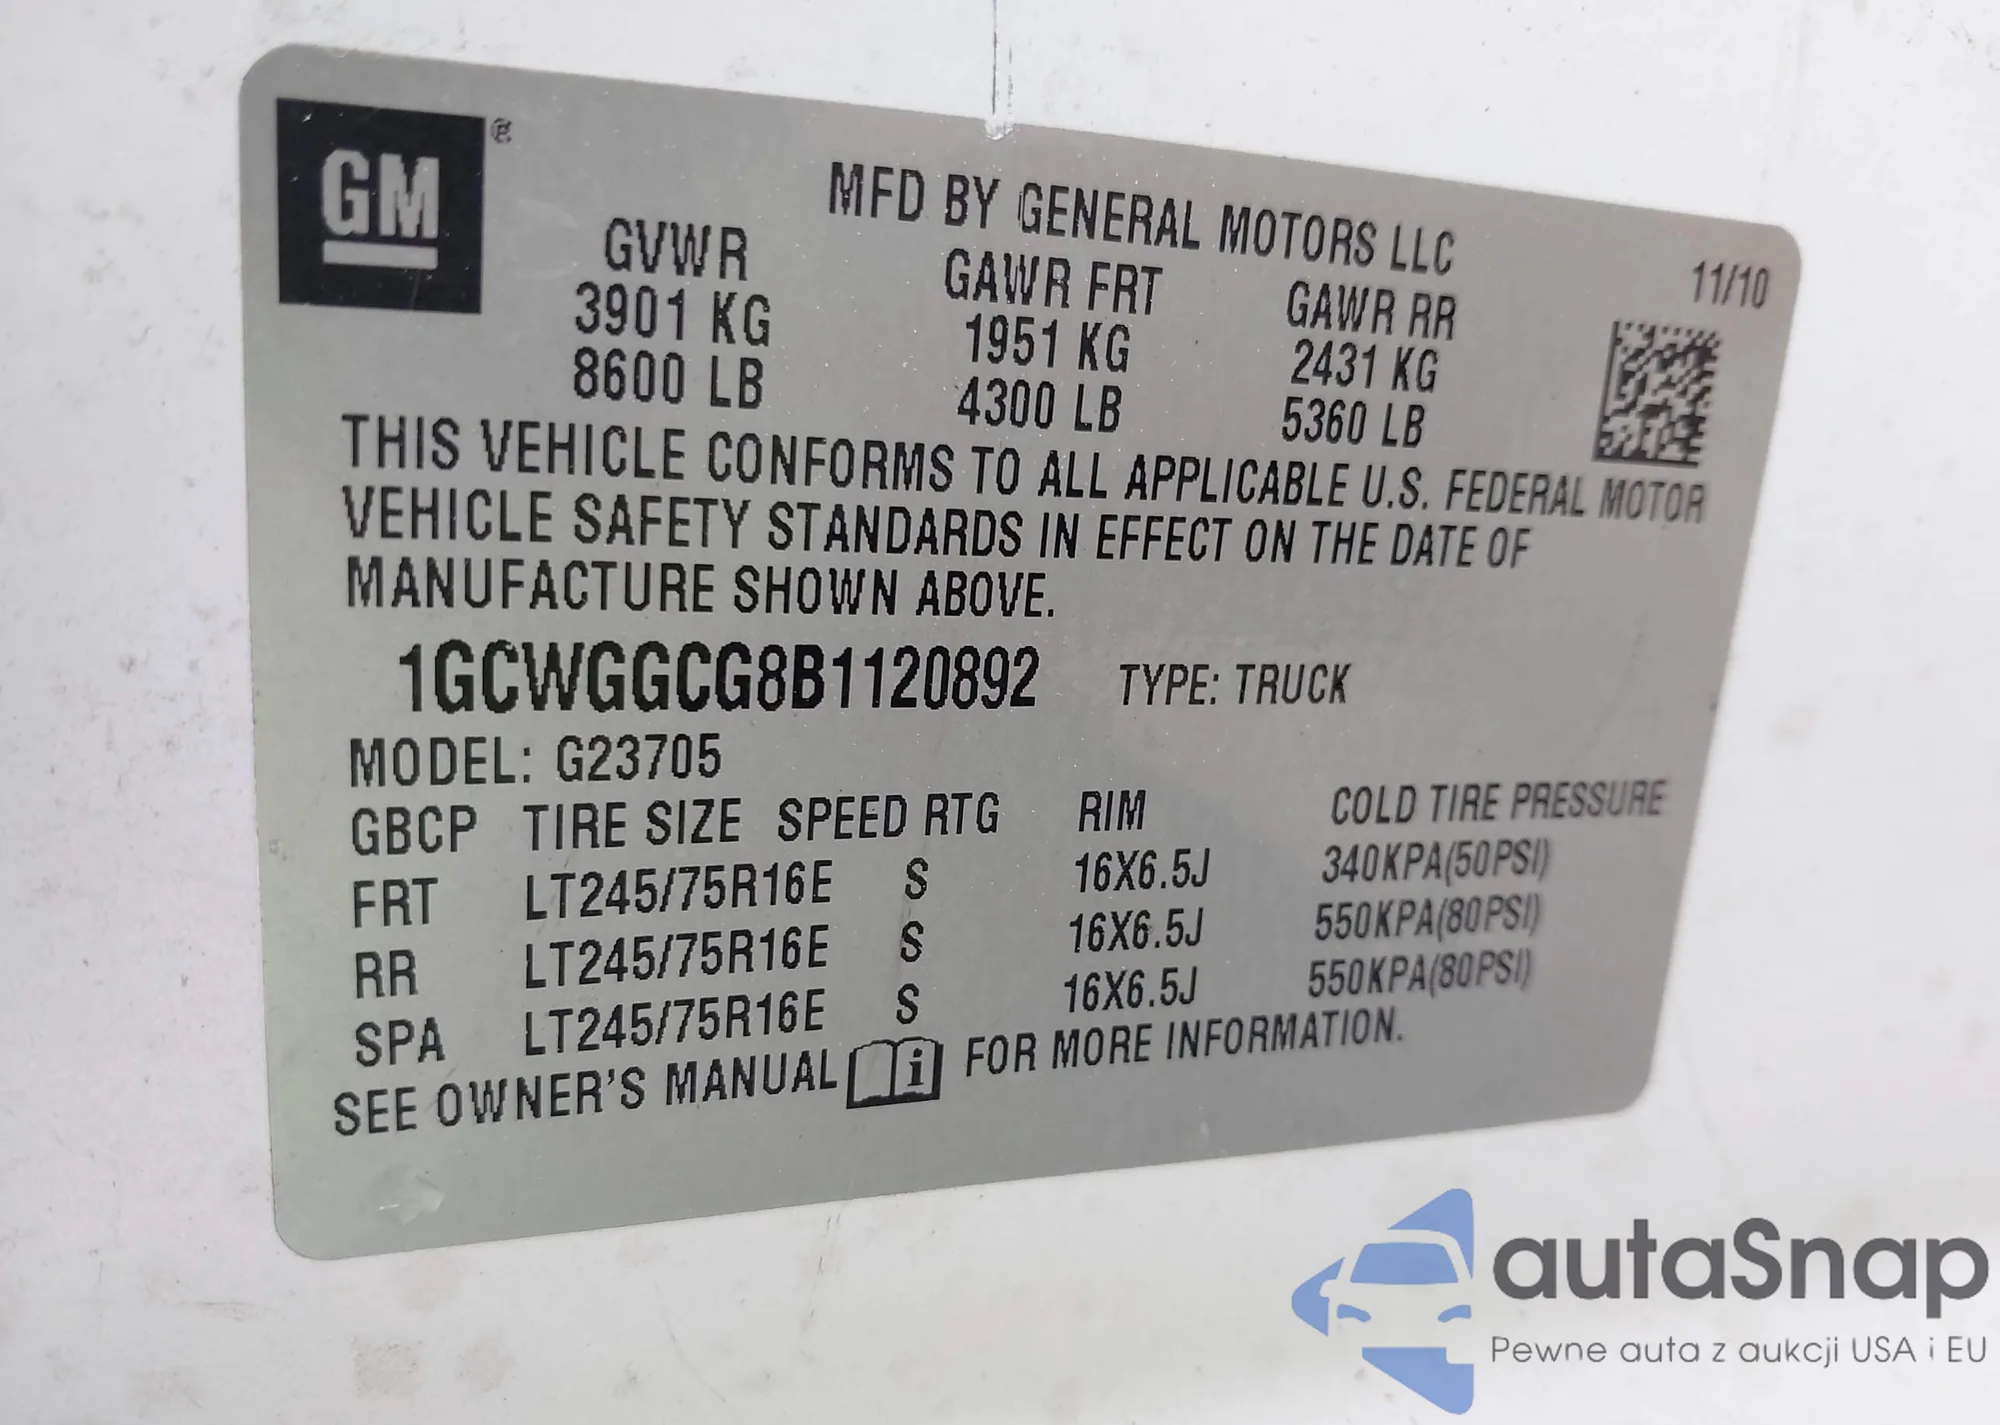 GM ®
MFD BY GENERAL MOTORS LLC
11/10
GVWR GAWR FRT GAWR RR
3901 KG 1951 KG 2431 KG
8600 LB 4300 LB 5360 LB
THIS VEHICLE CONFORMS TO ALL APPLICABLE U.S. FEDERAL MOTOR
VEHICLE SAFETY STANDARDS IN EFFECT ON THE DATE OF
MANUFACTURE SHOWN ABOVE.
1GCWGGCG8B1120892 TYPE: TRUCK
MODEL: G23705
GBCP TIRE SIZE SPEED RTG RIM COLD TIRE PRESSURE
FRT LT245/75R16E S 16X6.5J 340KPA(50PSI)
RR LT245/75R16E S 16X6.5J 550KPA(80PSI)
SPA LT245/75R16E S 16X6.5J 550KPA(80PSI)
SEE OWNER'S MANUAL i FOR MORE INFORMATION.
autaSnap
Pewne auta z aukcji USA i EU